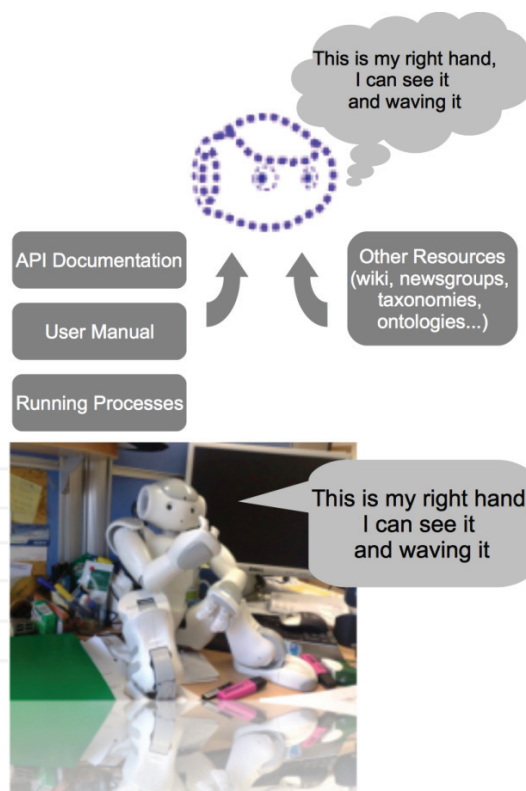 This is my right hand,
I can see it
and waving it
API Documentation
User Manual
Running Processes
Other Resources
(wiki, newsgroups,
taxonomies,
ontologies...)
This is my right hand
I can see it
and waving it